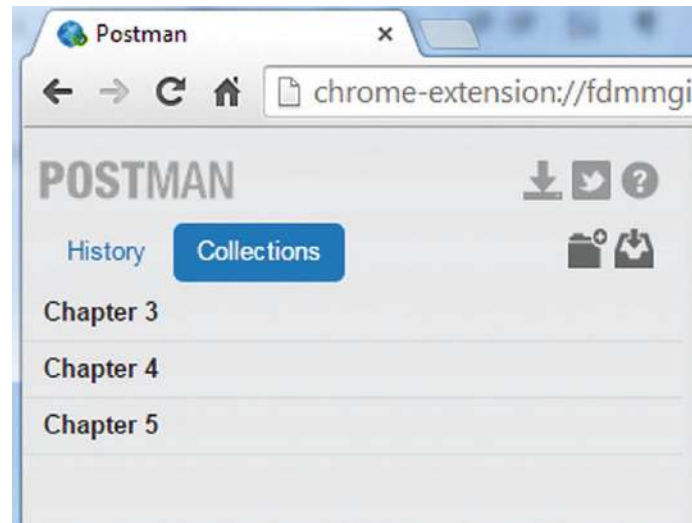 Postman
chrome-extension://fdmmgi
POSTMAN
History Collections
Chapter 3
Chapter 4
Chapter 5